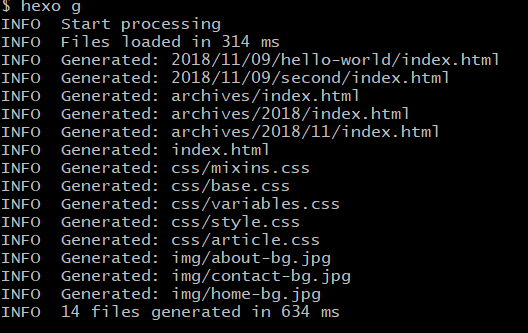 $ hexo g
INFO  Start processing
INFO  Files loaded in 314 ms
INFO  Generated: 2018/11/09/hello-world/index.html
INFO  Generated: 2018/11/09/second/index.html
INFO  Generated: archives/index.html
INFO  Generated: archives/2018/index.html
INFO  Generated: archives/2018/11/index.html
INFO  Generated: index.html
INFO  Generated: css/mixins.css
INFO  Generated: css/base.css
INFO  Generated: css/variables.css
INFO  Generated: css/style.css
INFO  Generated: css/article.css
INFO  Generated: img/about-bg.jpg
INFO  Generated: img/contact-bg.jpg
INFO  Generated: img/home-bg.jpg
INFO  14 files generated in 634 ms